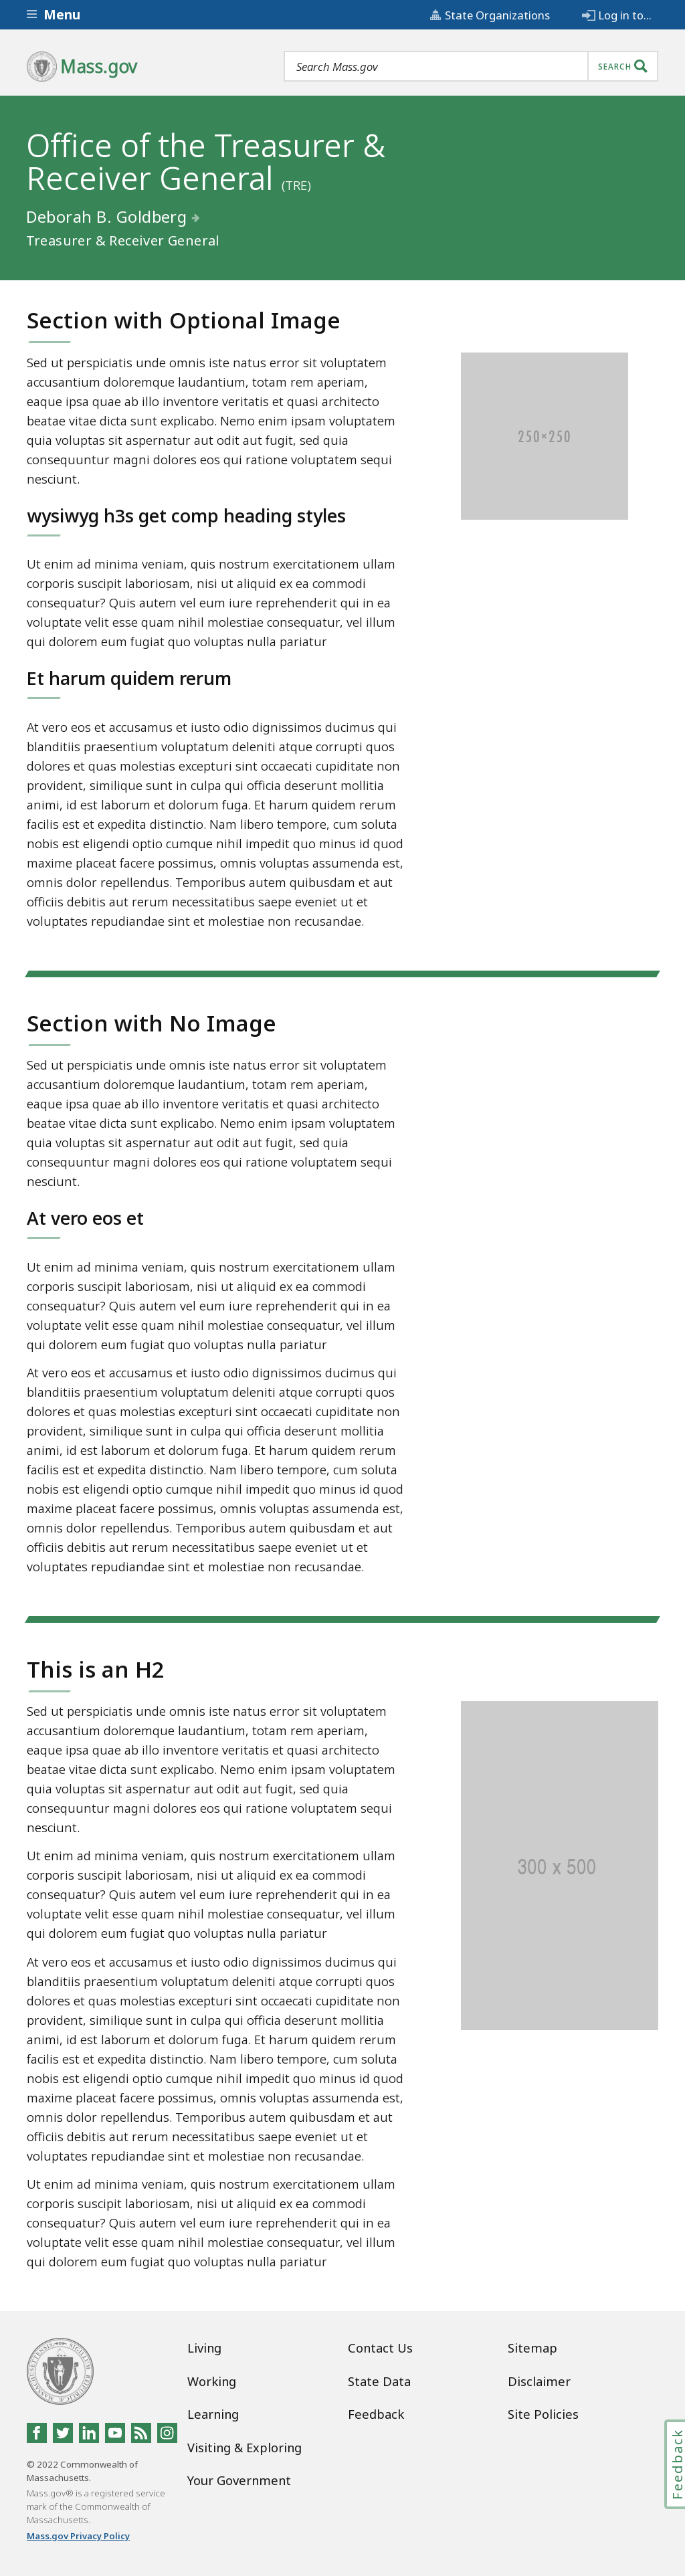 Menu
State Organizations
Log in to...
Mass.gov
Search Mass.gov
SEARCH
Office of the Treasurer &
Receiver General (TRE)
Deborah B. Goldberg
Treasurer & Receiver General
Section with Optional Image
Sed ut perspiciatis unde omnis iste natus error sit voluptatem
accusantium doloremque laudantium, totam rem aperiam,
eaque ipsa quae ab illo inventore veritatis et quasi architecto
beatae vitae dicta sunt explicabo. Nemo enim ipsam voluptatem
quia voluptas sit aspernatur aut odit aut fugit, sed quia
consequuntur magni dolores eos qui ratione voluptatem sequi
nesciunt.
250×250
wysiwyg h3s get comp heading styles
Ut enim ad minima veniam, quis nostrum exercitationem ullam
corporis suscipit laboriosam, nisi ut aliquid ex ea commodi
consequatur? Quis autem vel eum iure reprehenderit qui in ea
voluptate velit esse quam nihil molestiae consequatur, vel illum
qui dolorem eum fugiat quo voluptas nulla pariatur
Et harum quidem rerum
At vero eos et accusamus et iusto odio dignissimos ducimus qui
blanditiis praesentium voluptatum deleniti atque corrupti quos
dolores et quas molestias excepturi sint occaecati cupiditate non
provident, similique sunt in culpa qui officia deserunt mollitia
animi, id est laborum et dolorum fuga. Et harum quidem rerum
facilis est et expedita distinctio. Nam libero tempore, cum soluta
nobis est eligendi optio cumque nihil impedit quo minus id quod
maxime placeat facere possimus, omnis voluptas assumenda est,
omnis dolor repellendus. Temporibus autem quibusdam et aut
officiis debitis aut rerum necessitatibus saepe eveniet ut et
voluptates repudiandae sint et molestiae non recusandae.
Section with No Image
Sed ut perspiciatis unde omnis iste natus error sit voluptatem
accusantium doloremque laudantium, totam rem aperiam,
eaque ipsa quae ab illo inventore veritatis et quasi architecto
beatae vitae dicta sunt explicabo. Nemo enim ipsam voluptatem
quia voluptas sit aspernatur aut odit aut fugit, sed quia
consequuntur magni dolores eos qui ratione voluptatem sequi
nesciunt.
At vero eos et
Ut enim ad minima veniam, quis nostrum exercitationem ullam
corporis suscipit laboriosam, nisi ut aliquid ex ea commodi
consequatur? Quis autem vel eum iure reprehenderit qui in ea
voluptate velit esse quam nihil molestiae consequatur, vel illum
qui dolorem eum fugiat quo voluptas nulla pariatur
At vero eos et accusamus et iusto odio dignissimos ducimus qui
blanditiis praesentium voluptatum deleniti atque corrupti quos
dolores et quas molestias excepturi sint occaecati cupiditate non
provident, similique sunt in culpa qui officia deserunt mollitia
animi, id est laborum et dolorum fuga. Et harum quidem rerum
facilis est et expedita distinctio. Nam libero tempore, cum soluta
nobis est eligendi optio cumque nihil impedit quo minus id quod
maxime placeat facere possimus, omnis voluptas assumenda est,
omnis dolor repellendus. Temporibus autem quibusdam et aut
officiis debitis aut rerum necessitatibus saepe eveniet ut et
voluptates repudiandae sint et molestiae non recusandae.
This is an H2
Sed ut perspiciatis unde omnis iste natus error sit voluptatem
accusantium doloremque laudantium, totam rem aperiam,
eaque ipsa quae ab illo inventore veritatis et quasi architecto
beatae vitae dicta sunt explicabo. Nemo enim ipsam voluptatem
quia voluptas sit aspernatur aut odit aut fugit, sed quia
consequuntur magni dolores eos qui ratione voluptatem sequi
nesciunt.
Ut enim ad minima veniam, quis nostrum exercitationem ullam
corporis suscipit laboriosam, nisi ut aliquid ex ea commodi
consequatur? Quis autem vel eum iure reprehenderit qui in ea
voluptate velit esse quam nihil molestiae consequatur, vel illum
qui dolorem eum fugiat quo voluptas nulla pariatur
300 x 500
At vero eos et accusamus et iusto odio dignissimos ducimus qui
blanditiis praesentium voluptatum deleniti atque corrupti quos
dolores et quas molestias excepturi sint occaecati cupiditate non
provident, similique sunt in culpa qui officia deserunt mollitia
animi, id est laborum et dolorum fuga. Et harum quidem rerum
facilis est et expedita distinctio. Nam libero tempore, cum soluta
nobis est eligendi optio cumque nihil impedit quo minus id quod
maxime placeat facere possimus, omnis voluptas assumenda est,
omnis dolor repellendus. Temporibus autem quibusdam et aut
officiis debitis aut rerum necessitatibus saepe eveniet ut et
voluptates repudiandae sint et molestiae non recusandae.
Ut enim ad minima veniam, quis nostrum exercitationem ullam
corporis suscipit laboriosam, nisi ut aliquid ex ea commodi
consequatur? Quis autem vel eum iure reprehenderit qui in ea
voluptate velit esse quam nihil molestiae consequatur, vel illum
qui dolorem eum fugiat quo voluptas nulla pariatur
Living
Working
Learning
Visiting & Exploring
Your Government
Contact Us
State Data
Feedback
Sitemap
Disclaimer
Site Policies
© 2022 Commonwealth of
Massachusetts.
Mass.gov® is a registered service
mark of the Commonwealth of
Massachusetts.
Mass.gov Privacy Policy
Feedback